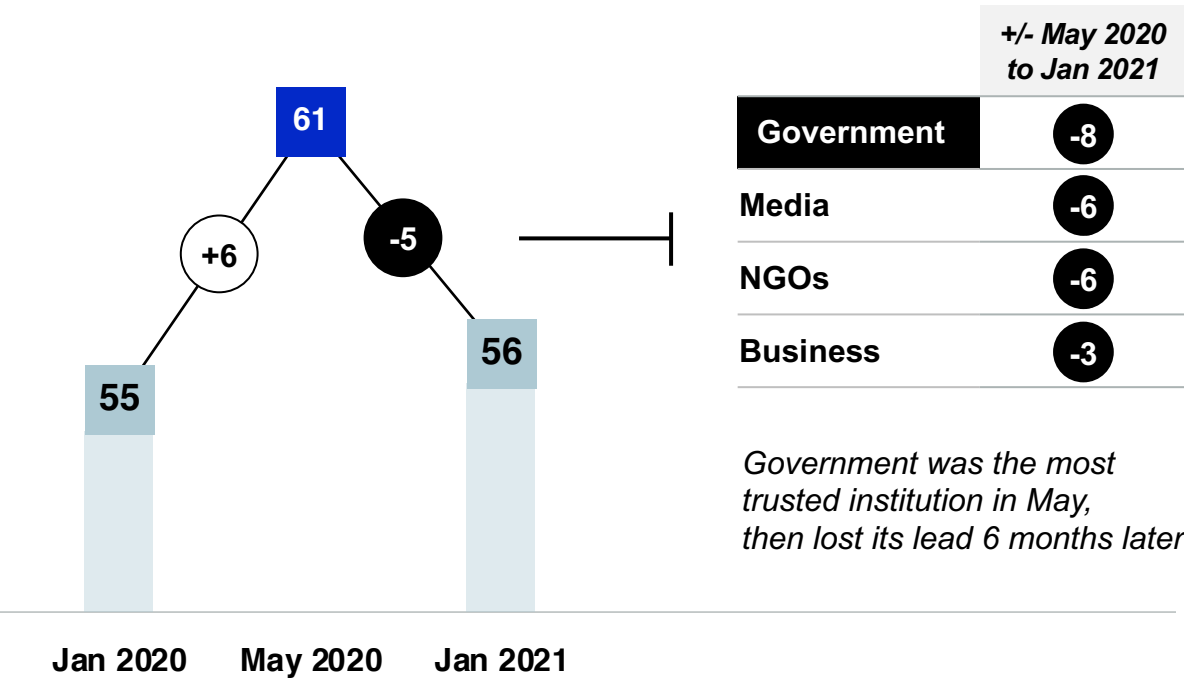 61
+6
-5
55
56
Jan 2020
May 2020
Jan 2021
+/- May 2020
to Jan 2021
Government -8
Media -6
NGOs -6
Business -3
Government was the most
trusted institution in May,
then lost its lead 6 months later